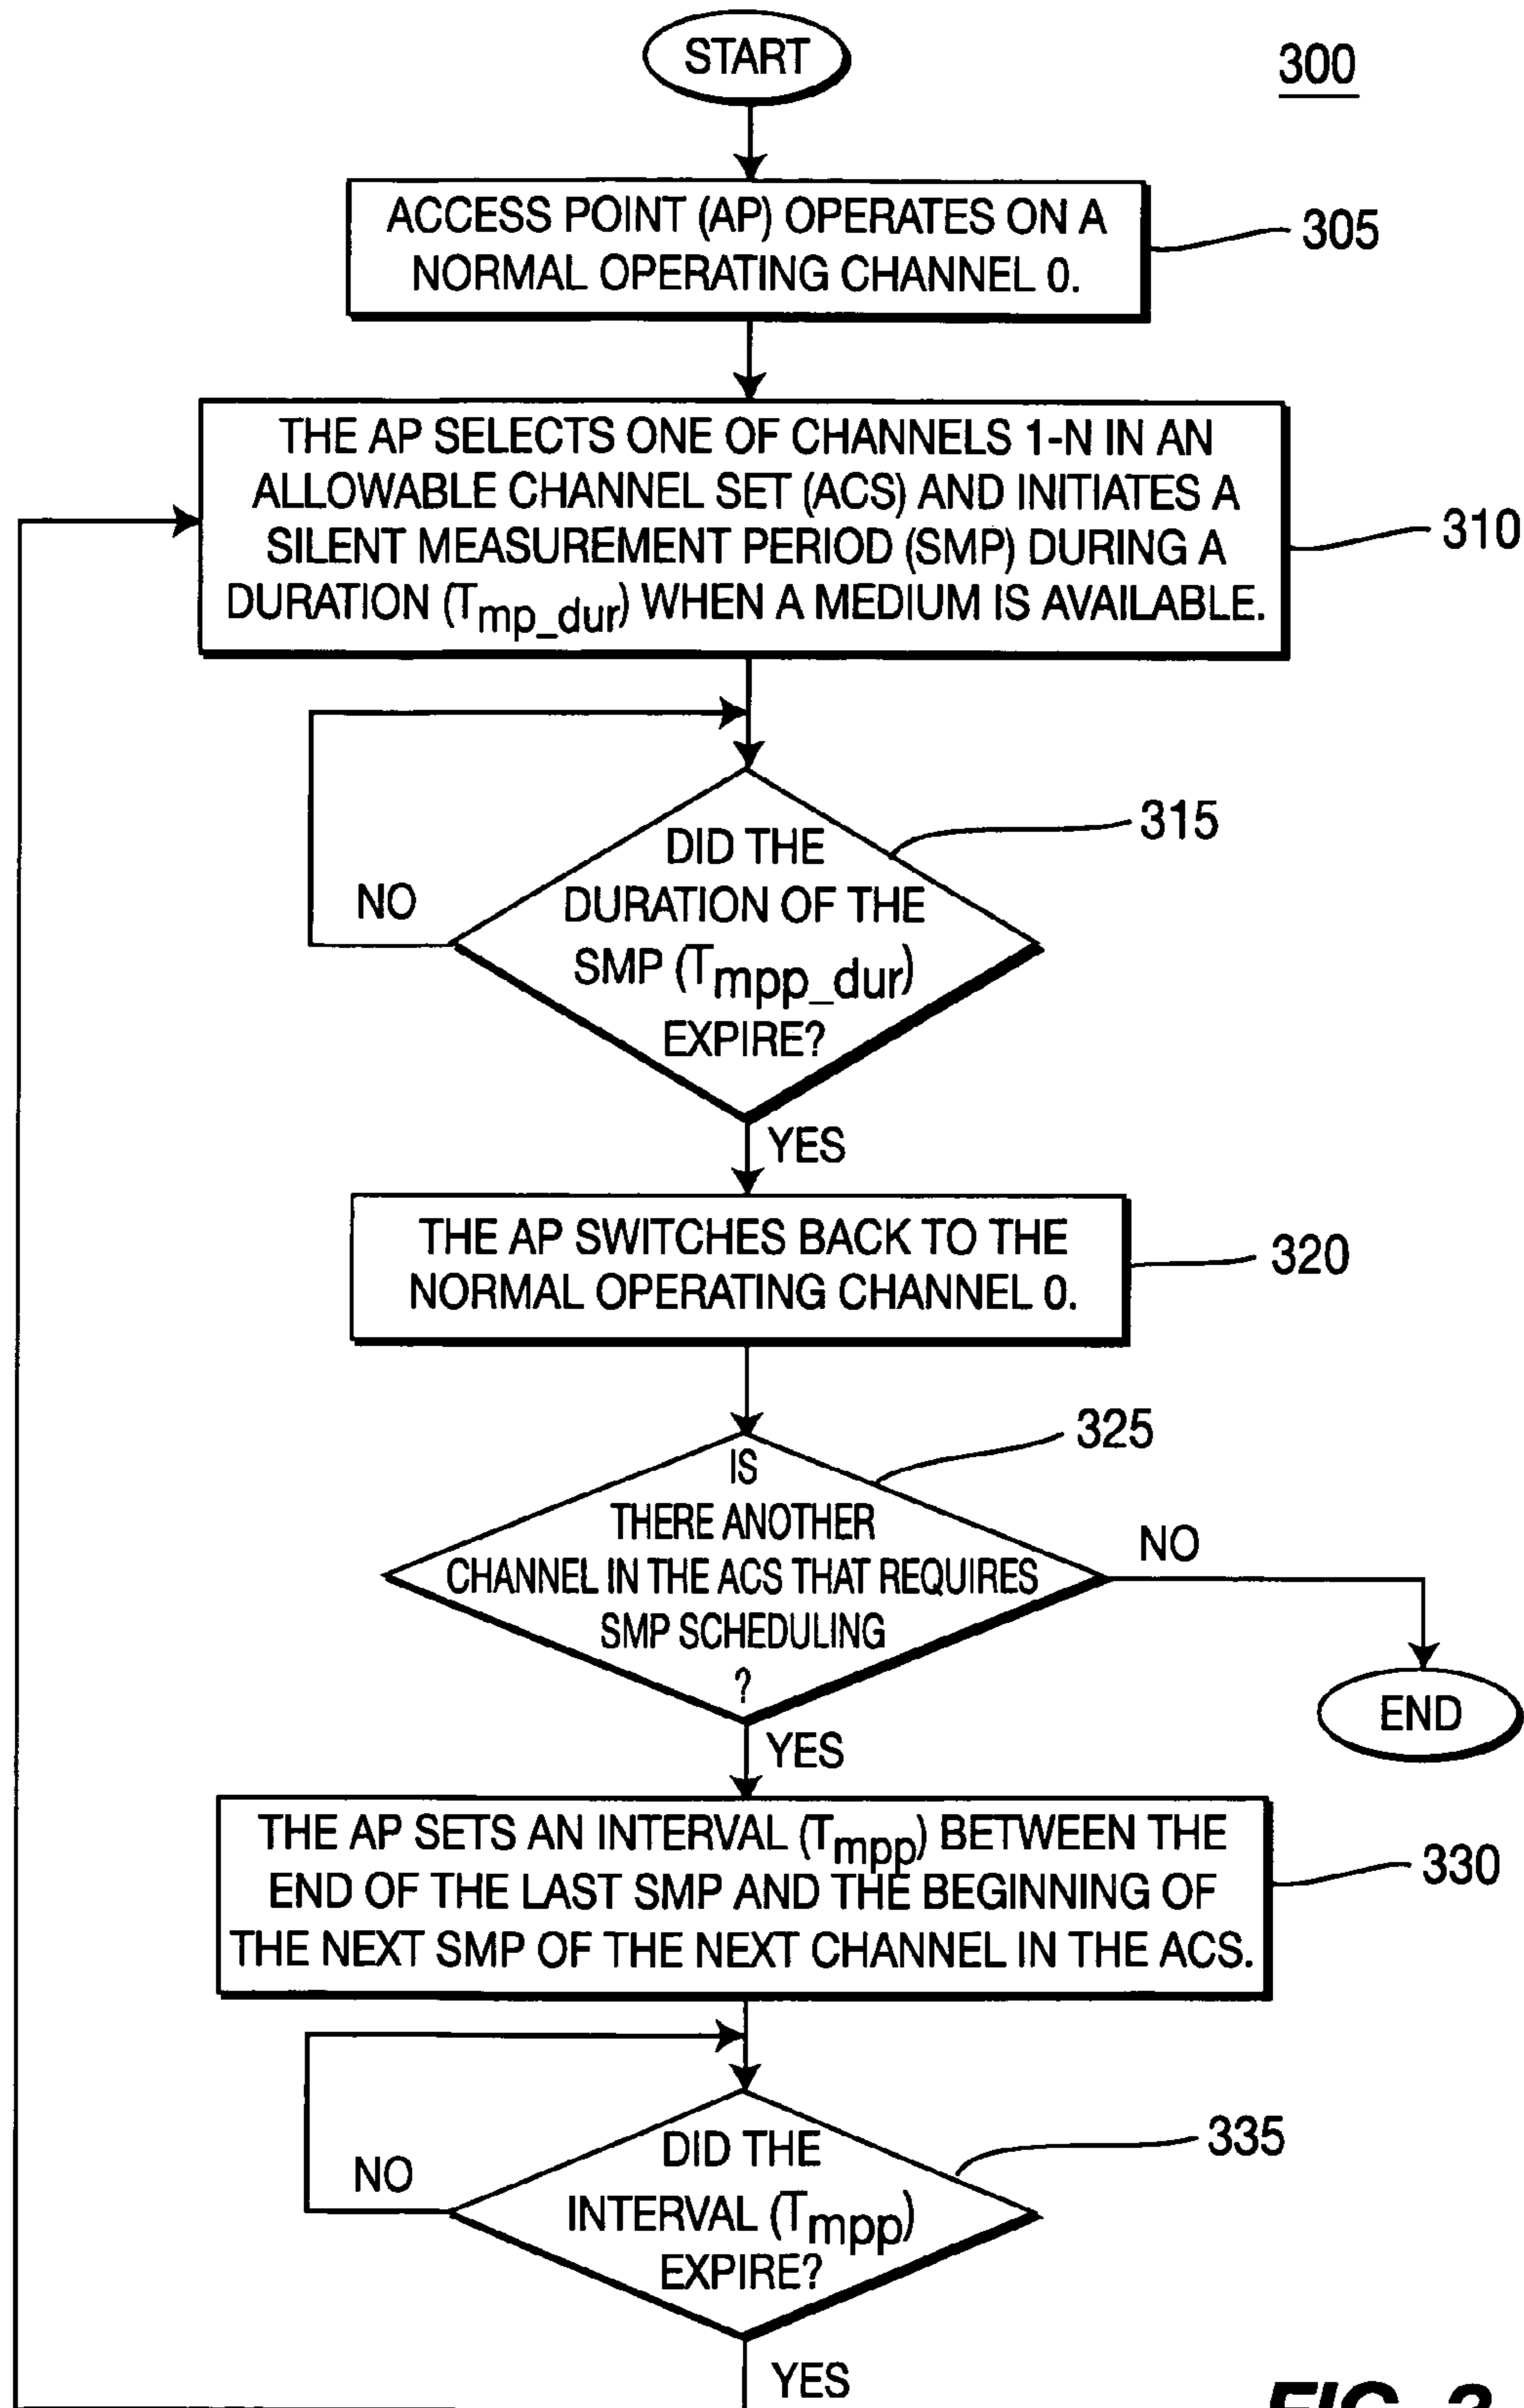 START
300
ACCESS POINT (AP) OPERATES ON A
NORMAL OPERATING CHANNEL 0.
305
THE AP SELECTS ONE OF CHANNELS 1-N IN AN
ALLOWABLE CHANNEL SET (ACS) AND INITIATES A
SILENT MEASUREMENT PERIOD (SMP) DURING A
DURATION (Tmp_dur) WHEN A MEDIUM IS AVAILABLE.
310
DID THE
DURATION OF THE
SMP (Tmpp_dur)
EXPIRE?
315
NO
YES
THE AP SWITCHES BACK TO THE
NORMAL OPERATING CHANNEL 0.
320
IS
THERE ANOTHER
CHANNEL IN THE ACS THAT REQUIRES
SMP SCHEDULING
?
325
NO
END
YES
THE AP SETS AN INTERVAL (Tmpp) BETWEEN THE
END OF THE LAST SMP AND THE BEGINNING OF
THE NEXT SMP OF THE NEXT CHANNEL IN THE ACS.
330
DID THE
INTERVAL (Tmpp)
EXPIRE?
335
NO
YES